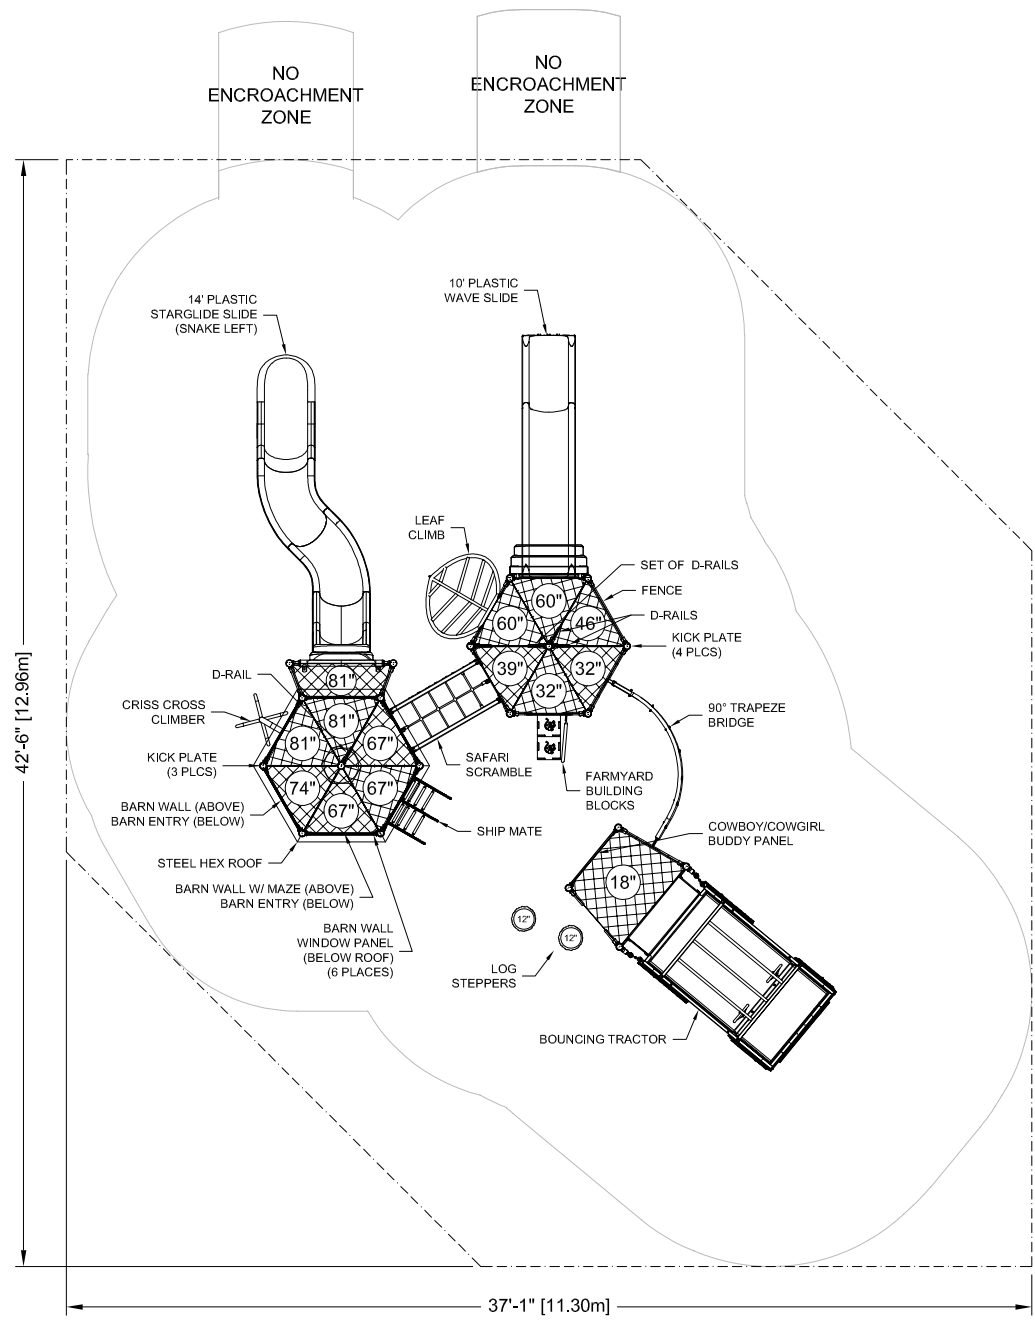 NO
ENCROACHMENT
ZONE
NO
ENCROACHMENT
ZONE
14' PLASTIC
STARGLIDE SLIDE
(SNAKE LEFT)
10' PLASTIC
WAVE SLIDE
LEAF
CLIMB
SET OF D-RAILS
FENCE
D-RAILS
KICK PLATE
(4 PLCS)
60"
60"
46"
39"
32"
32"
D-RAIL
CRISS CROSS
CLIMBER
KICK PLATE
(3 PLCS)
BARN WALL (ABOVE)
BARN ENTRY (BELOW)
STEEL HEX ROOF
BARN WALL W/ MAZE (ABOVE)
BARN ENTRY (BELOW)
BARN WALL
WINDOW PANEL
(BELOW ROOF)
(6 PLACES)
81"
81"
81"
67"
74"
67"
67"
SAFARI
SCRAMBLE
SHIP MATE
FARMYARD
BUILDING
BLOCKS
90° TRAPEZE
BRIDGE
COWBOY/COWGIRL
BUDDY PANEL
18"
12"
12"
LOG
STEPPERS
BOUNCING TRACTOR
42'-6" [12.96m]
37'-1" [11.30m]